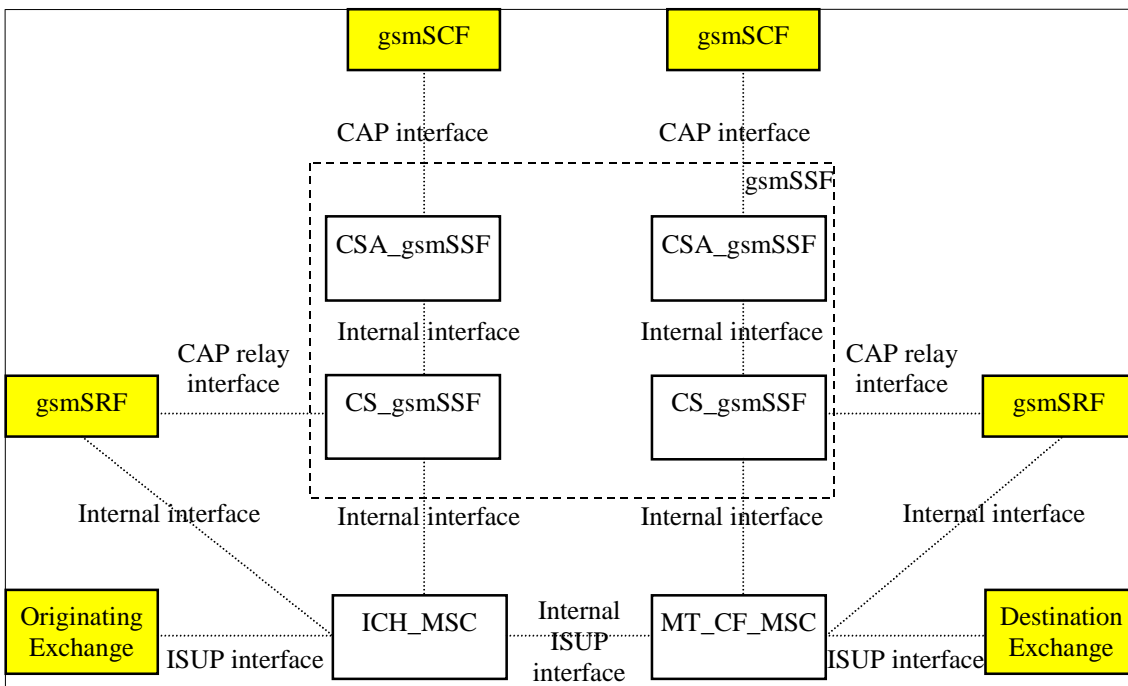 gsmSCF
gsmSCF
CAP interface
CAP interface
gsmSSF
CSA_gsmSSF
CSA_gsmSSF
Internal interface
Internal interface
CAP relay
interface
CAP relay
interface
gsmSRF
CS_gsmSSF
CS_gsmSSF
gsmSRF
Internal interface
Internal interface
Internal interface
Internal interface
Originating
Exchange
ISUP interface
ICH_MSC
Internal
ISUP
interface
MT_CF_MSC
ISUP interface
Destination
Exchange